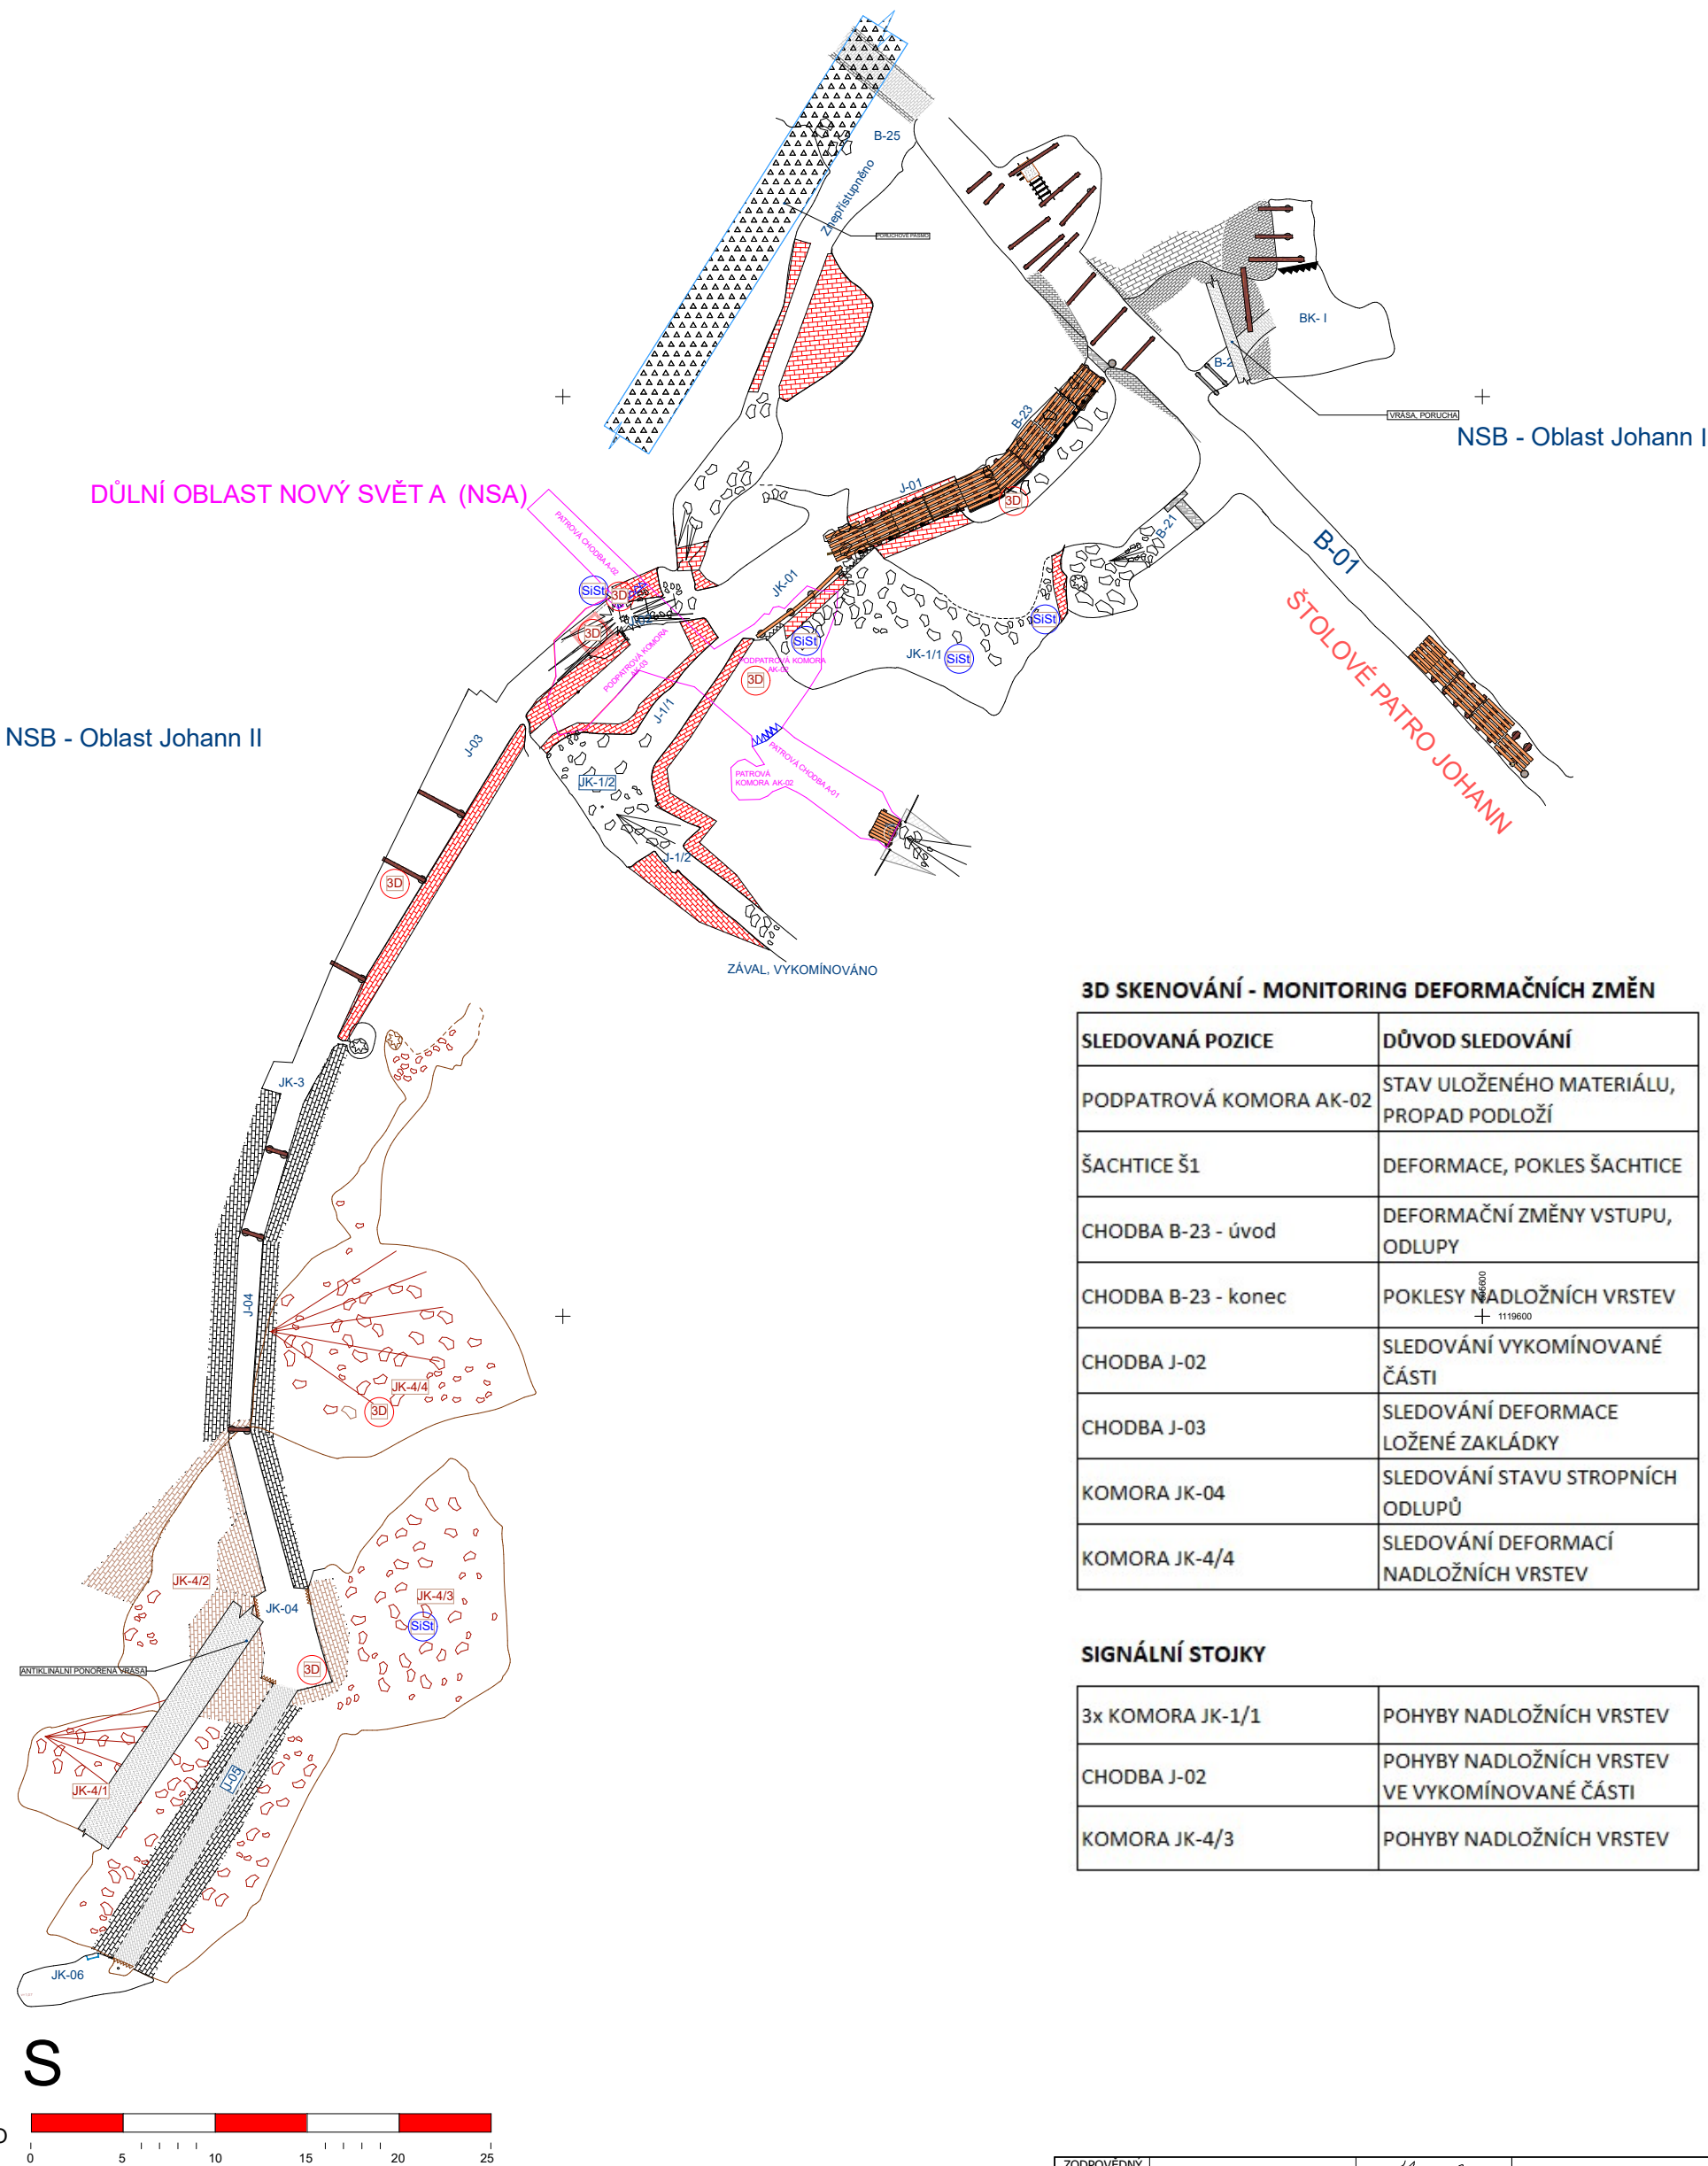 B-25
Znepřístupněno
PORUCHOVÉ PÁSMO
BK- I
B-2
VRÁSA, PORUCHA
NSB - Oblast Johann I
B-23
J-01
3D
DŮLNÍ OBLAST NOVÝ SVĚT A  (NSA)
PATROVÁ CHODBA A-02
B-21
B-01
ŠTOLOVÉ PATRO JOHANN
JK-01
SiSt
3D
3D
SiSt
SiSt
SiSt
JK-1/1
PODPATROVÁ KOMORA
AK-03
PODPATROVÁ KOMORA
AK-02
3D
J-1/1
NSB - Oblast Johann II
J-03
JK-1/2
PATROVÁ CHODBA A-01
PATROVÁ
KOMORA AK-02
J-1/2
3D
ZÁVAL, VYKOMÍNOVÁNO
JK-3
J-04
JK-4/4
3D
JK-4/2
JK-4/3
SiSt
JK-04
3D
ANTIKLINÁLNÍ PONOŘENÁ VRÁSA
J-05
JK-4/1
JK-06
3D SKENOVÁNÍ - MONITORING DEFORMAČNÍCH ZMĚN
SLEDOVANÁ POZICE
DŮVOD SLEDOVÁNÍ
PODPATROVÁ KOMORA AK-02
STAV ULOŽENÉHO MATERIÁLU,
PROPAD PODLOŽÍ
ŠACHTICE Š1
DEFORMACE, POKLES ŠACHTICE
CHODBA B-23 - úvod
DEFORMAČNÍ ZMĚNY VSTUPU,
ODLUPY
CHODBA B-23 - konec
POKLESY NADLOŽNÍCH VRSTEV
1119600
CHODBA J-02
SLEDOVÁNÍ VYKOMÍNOVANÉ
ČÁSTI
CHODBA J-03
SLEDOVÁNÍ DEFORMACE
LOŽENÉ ZAKLÁDKY
KOMORA JK-04
SLEDOVÁNÍ STAVU STROPNÍCH
ODLUPŮ
KOMORA JK-4/4
SLEDOVÁNÍ DEFORMACÍ
NADLOŽNÍCH VRSTEV
SIGNÁLNÍ STOJKY
3x KOMORA JK-1/1
POHYBY NADLOŽNÍCH VRSTEV
CHODBA J-02
POHYBY NADLOŽNÍCH VRSTEV
VE VYKOMÍNOVANÉ ČÁSTI
KOMORA JK-4/3
POHYBY NADLOŽNÍCH VRSTEV
S
0 5 10 15 20 25
ZODPOVĚDNÝ